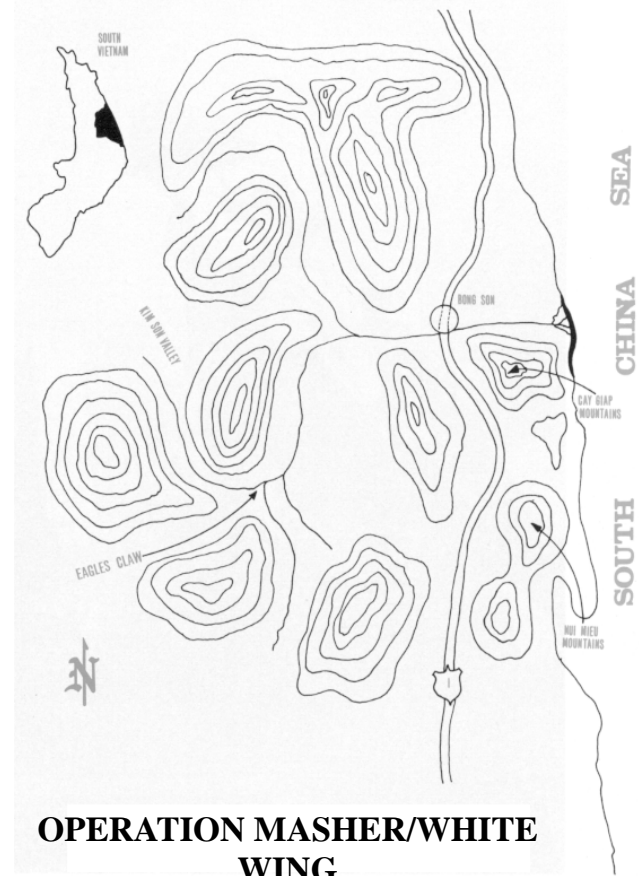 SOUTH
VIETNAM
SEA
CHINA
SOUTH
BONG SON
KIM SON VALLEY
CAY GIAP
MOUNTAINS
EAGLES CLAW
NUI MIEU
MOUNTAINS
N
1
OPERATION MASHER/WHITE
WING